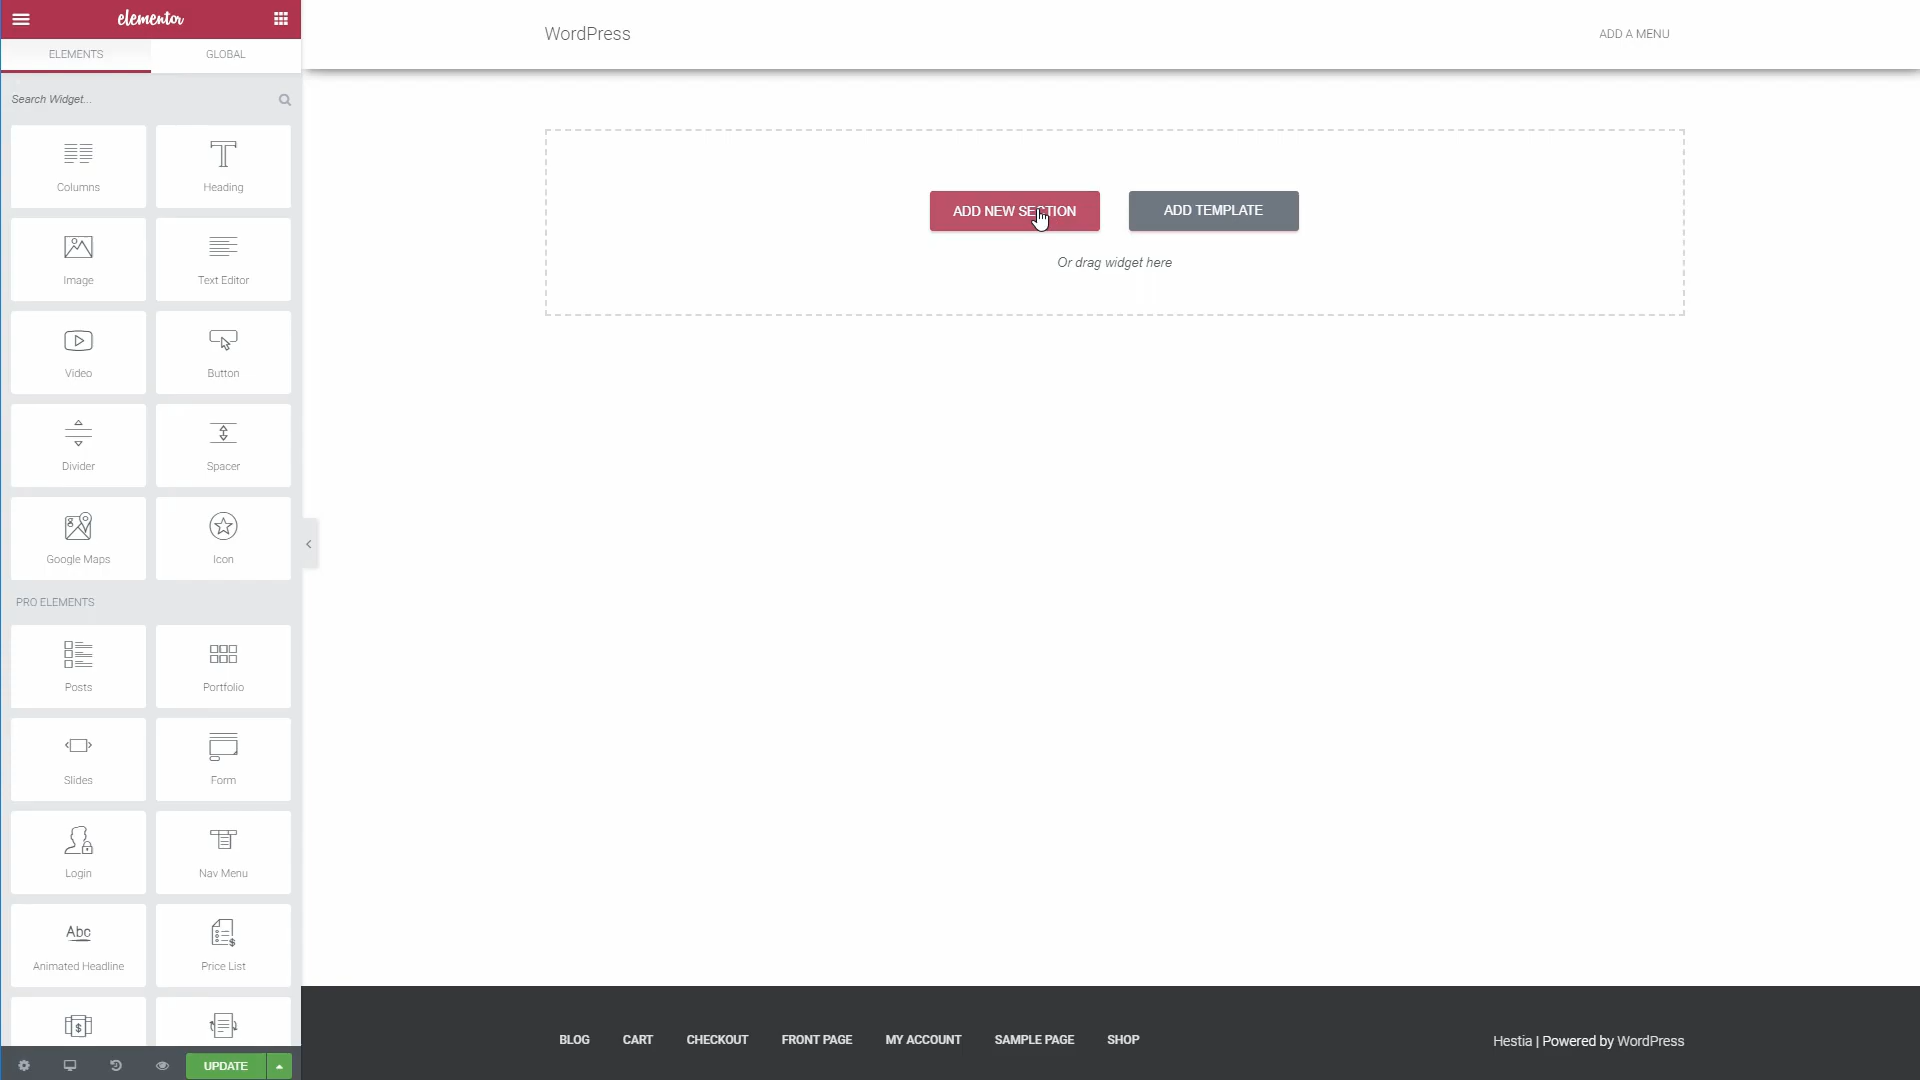 elementor
ELEMENTS
GLOBAL
Search Widget...
Columns
Heading
Image
Text Editor
Video
Button
Divider
Spacer
Google Maps
Icon
PRO ELEMENTS
Posts
Portfolio
Slides
Form
Login
Nav Menu
Abc
Animated Headline
Price List
UPDATE
WordPress
ADD A MENU
ADD NEW SECTION
ADD TEMPLATE
Or drag widget here
BLOG CART CHECKOUT FRONT PAGE MY ACCOUNT SAMPLE PAGE SHOP
Hestia | Powered by WordPress